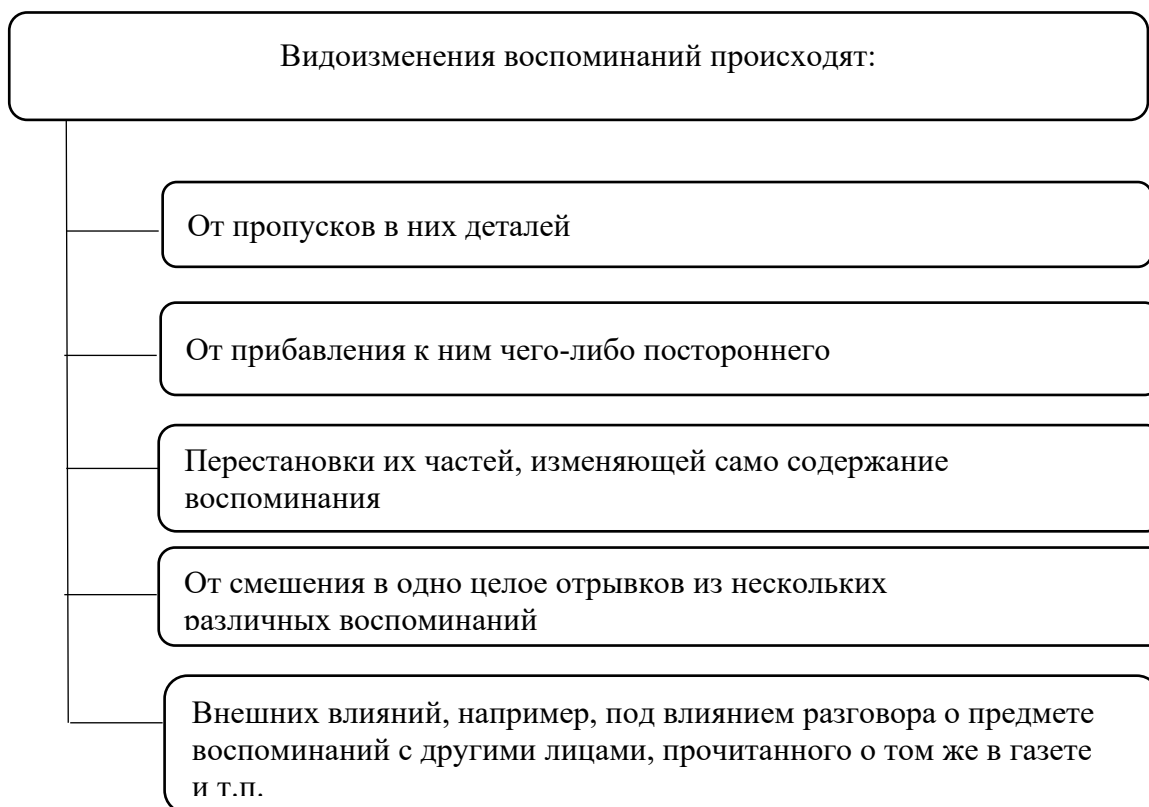 Видоизменения воспоминаний происходят:
От пропусков в них деталей
От прибавления к ним чего-либо постороннего
Перестановки их частей, изменяющей само содержание
воспоминания
От смешения в одно целое отрывков из нескольких
различных воспоминаний
Внешних влияний, например, под влиянием разговора о предмете
воспоминаний с другими лицами, прочитанного о том же в газете
и т.п.